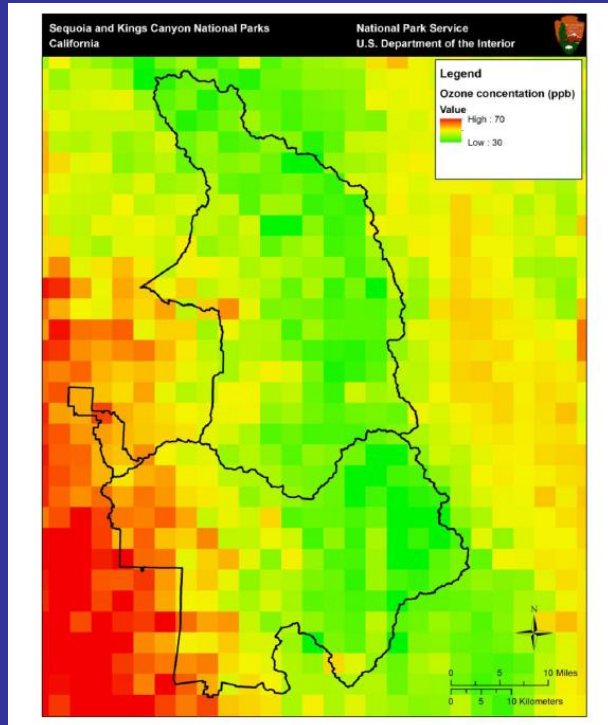 Sequoia and Kings Canyon National Parks
California
National Park Service
U.S. Department of the Interior
Legend
Ozone concentation (ppb)
Value
High : 70
Low : 30
N
0 5 10 Miles
0 5 10 Kilometers